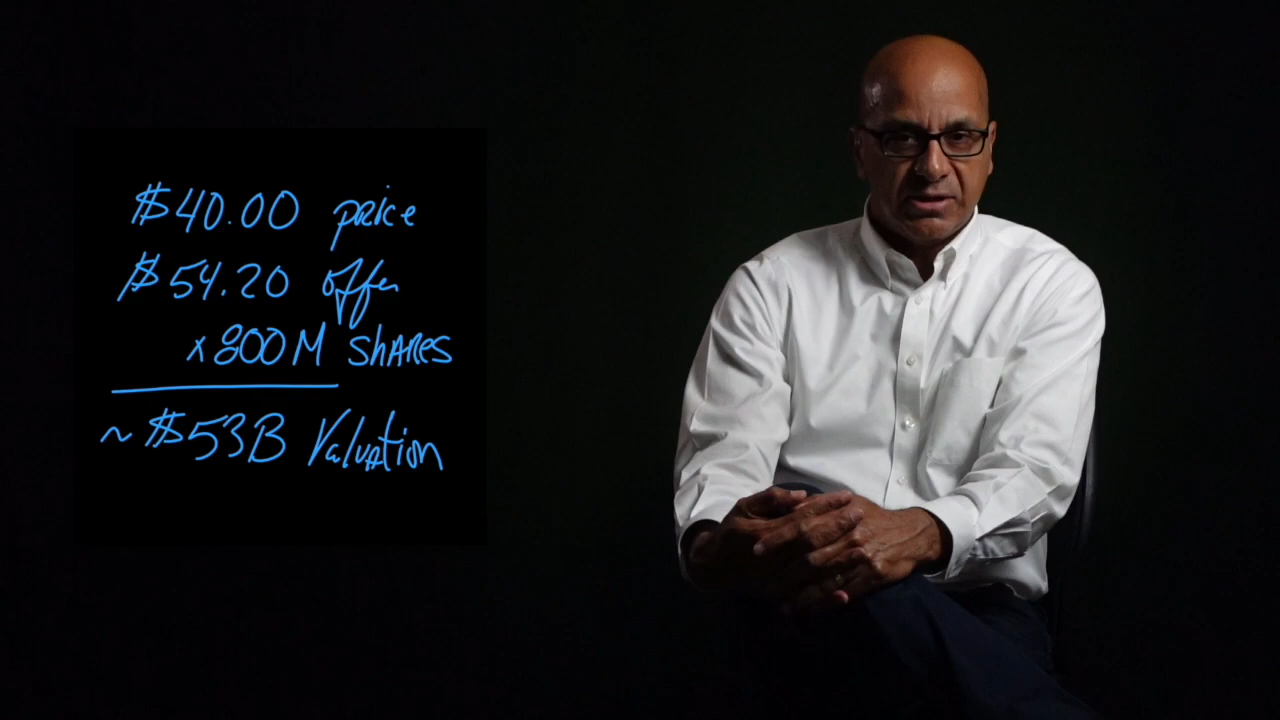 $40.00 price
$54.20 offer
x 800M shares
~ $53B Valuation